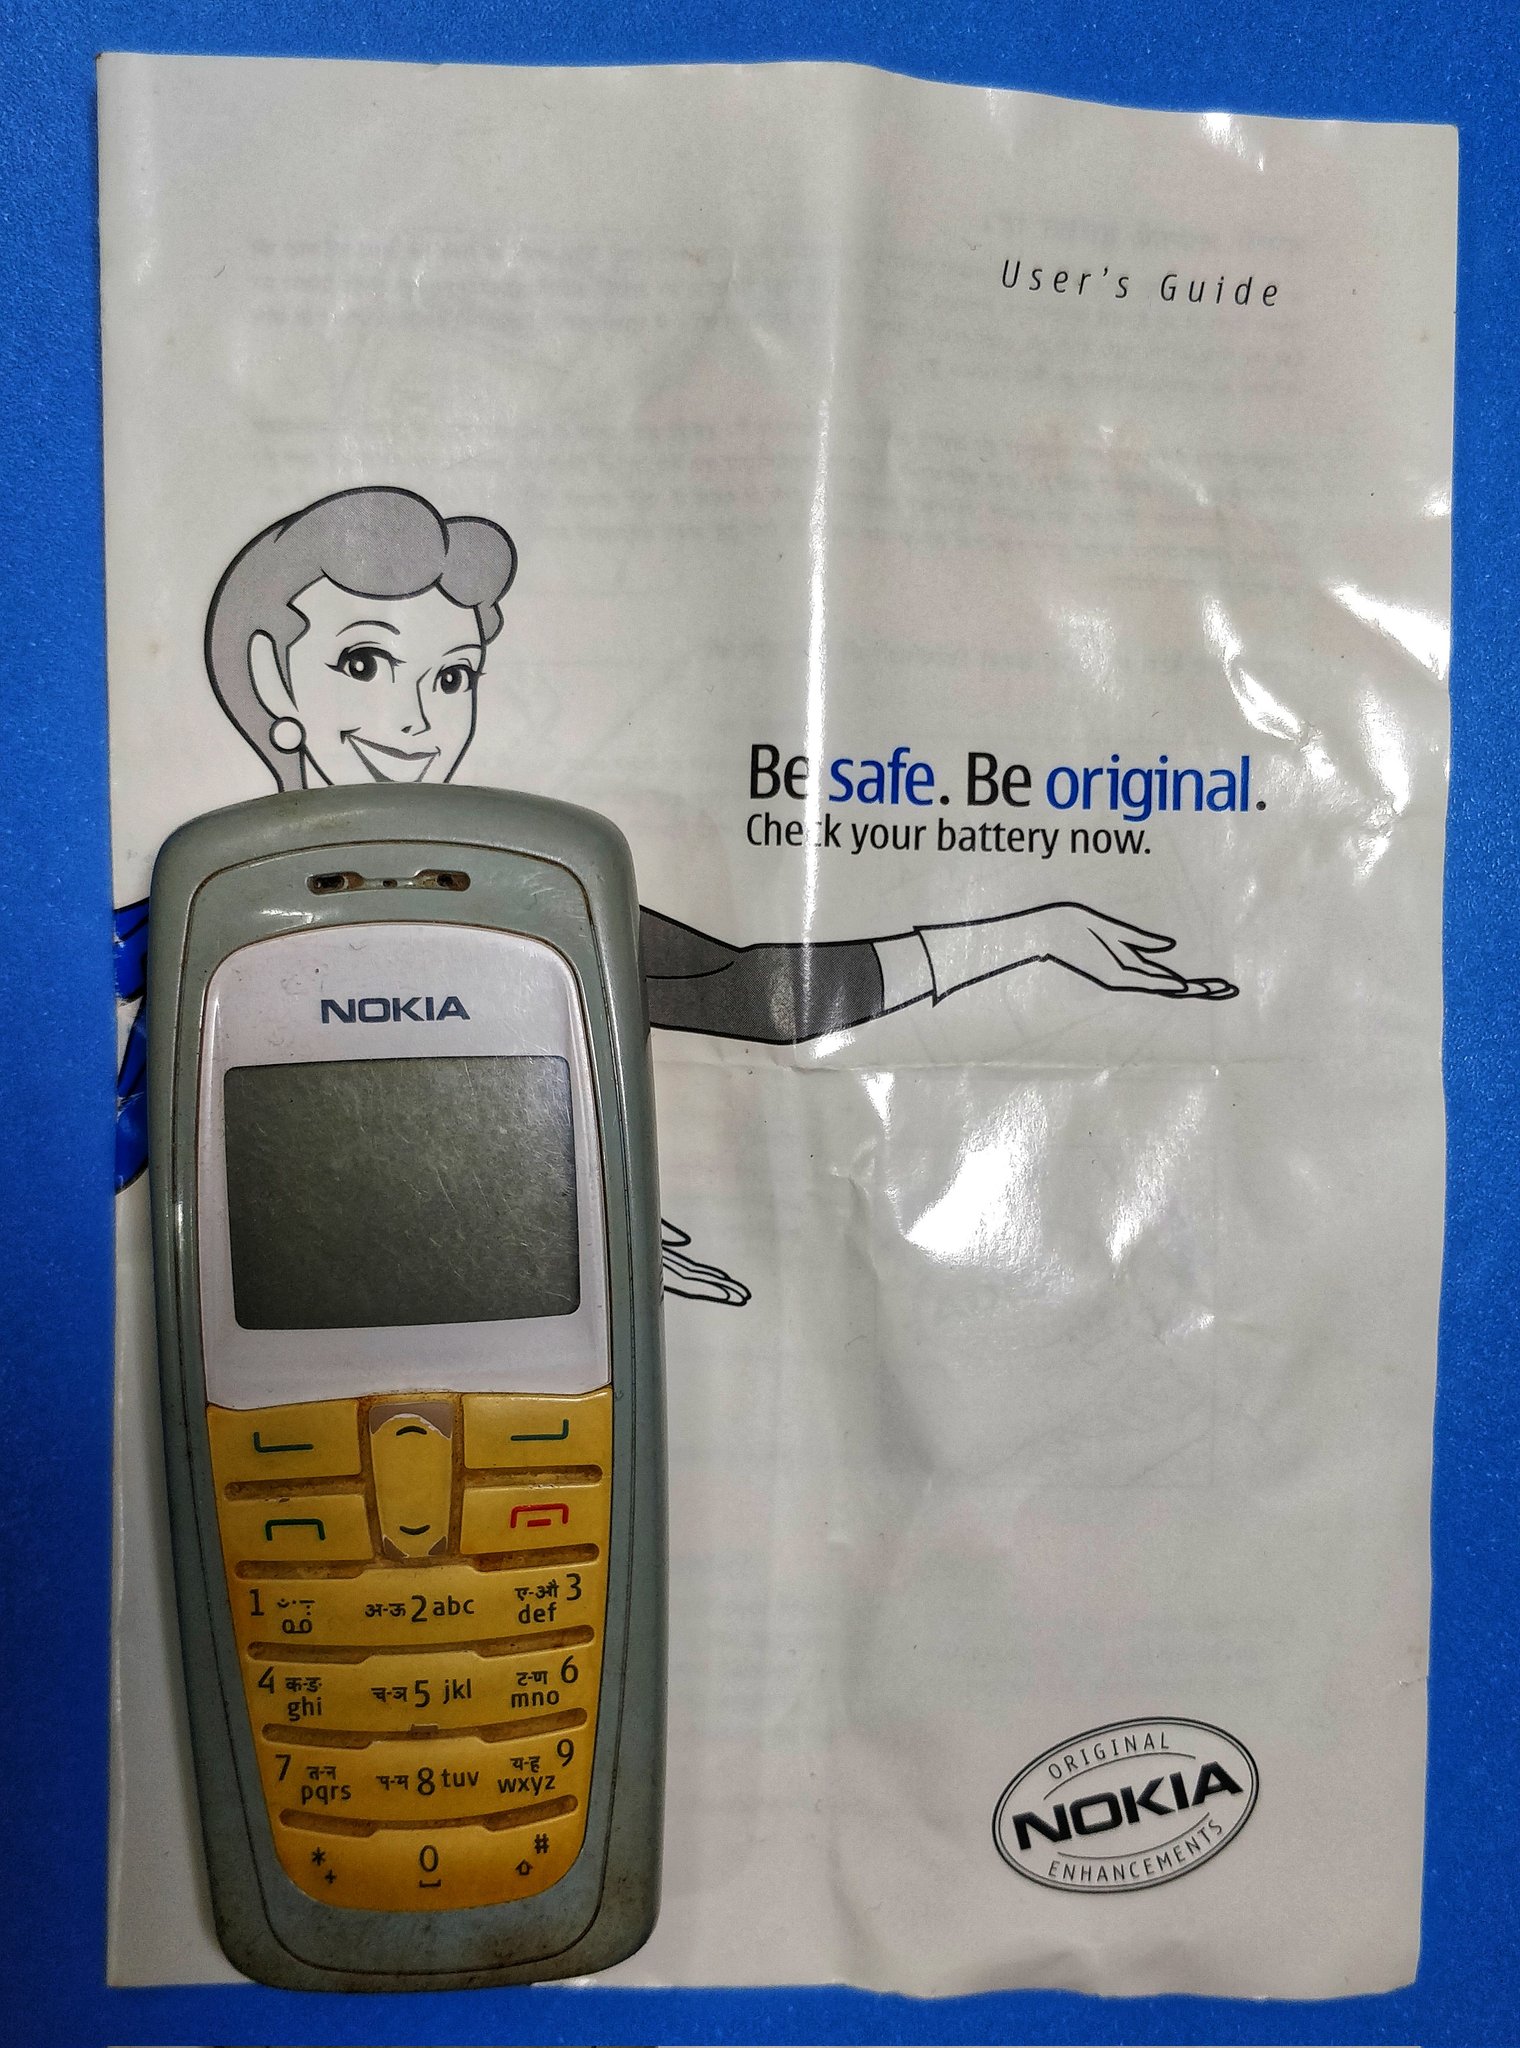 User's Guide
Be safe. Be original.
Check your battery now.
NOKIA
1
अ-ऊ 2 abc
ए-औ 3
def
4 क-ङ
ghi
च-ञ 5 jkl
ट-ण 6
mno
7 त-न
pqrs
प-म 8 tuv
य-ह 9
wxyz
* +
0
#
ORIGINAL
NOKIA
ENHANCEMENTS